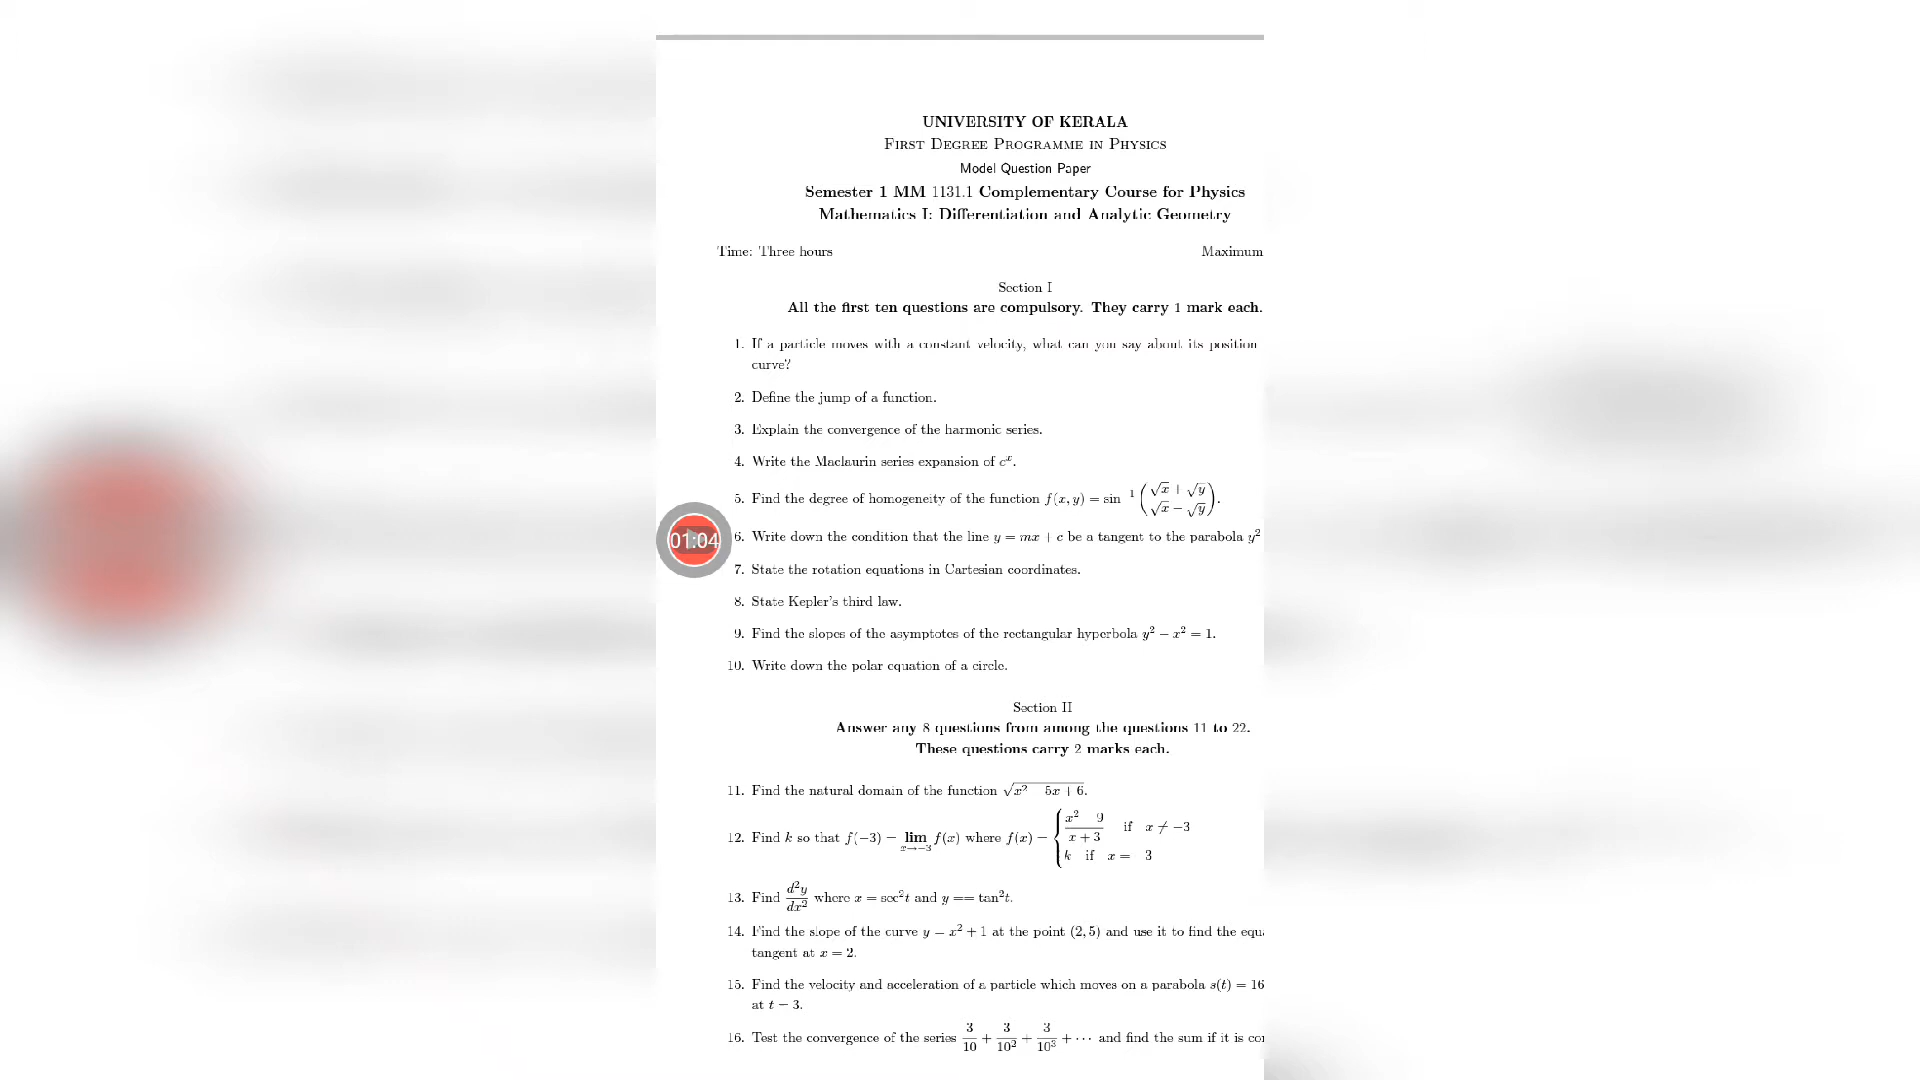 UNIVERSITY OF KERALA
First Degree Programme in Physics
Model Question Paper
Semester 1 MM 1131.1 Complementary Course for Physics
Mathematics I: Differentiation and Analytic Geometry
Time: Three hours Maximum
Section I
All the first ten questions are compulsory. They carry 1 mark each.
1. If a particle moves with a constant velocity, what can you say about its position
curve?
2. Define the jump of a function.
3. Explain the convergence of the harmonic series.
4. Write the Maclaurin series expansion of eˣ.
5. Find the degree of homogeneity of the function f(x, y) = sin⁻¹((√x + √y)/(√x − √y)).
01:04
6. Write down the condition that the line y = mx + c be a tangent to the parabola y²
7. State the rotation equations in Cartesian coordinates.
8. State Kepler's third law.
9. Find the slopes of the asymptotes of the rectangular hyperbola y² − x² = 1.
10. Write down the polar equation of a circle.
Section II
Answer any 8 questions from among the questions 11 to 22.
These questions carry 2 marks each.
11. Find the natural domain of the function √(x² − 5x + 6).
12. Find k so that f(−3) = lim x→−3 f(x) where f(x) = { (x² − 9)/(x + 3) if x ≠ −3
k if x = −3
13. Find d²y/dx² where x = sec²t and y == tan²t.
14. Find the slope of the curve y = x² + 1 at the point (2, 5) and use it to find the equa
tangent at x = 2.
15. Find the velocity and acceleration of a particle which moves on a parabola s(t) = 16
at t = 3.
16. Test the convergence of the series 3/10 + 3/10² + 3/10³ + ··· and find the sum if it is co